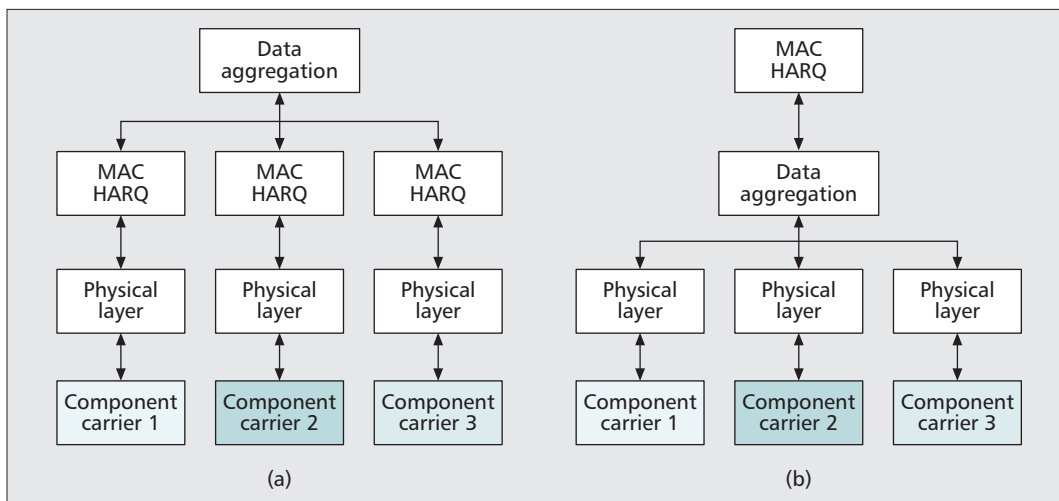 Data
aggregation
MAC
HARQ
MAC
HARQ
MAC
HARQ
Physical
layer
Physical
layer
Physical
layer
Component
carrier 1
Component
carrier 2
Component
carrier 3
(a)
MAC
HARQ
Data
aggregation
Physical
layer
Physical
layer
Physical
layer
Component
carrier 1
Component
carrier 2
Component
carrier 3
(b)